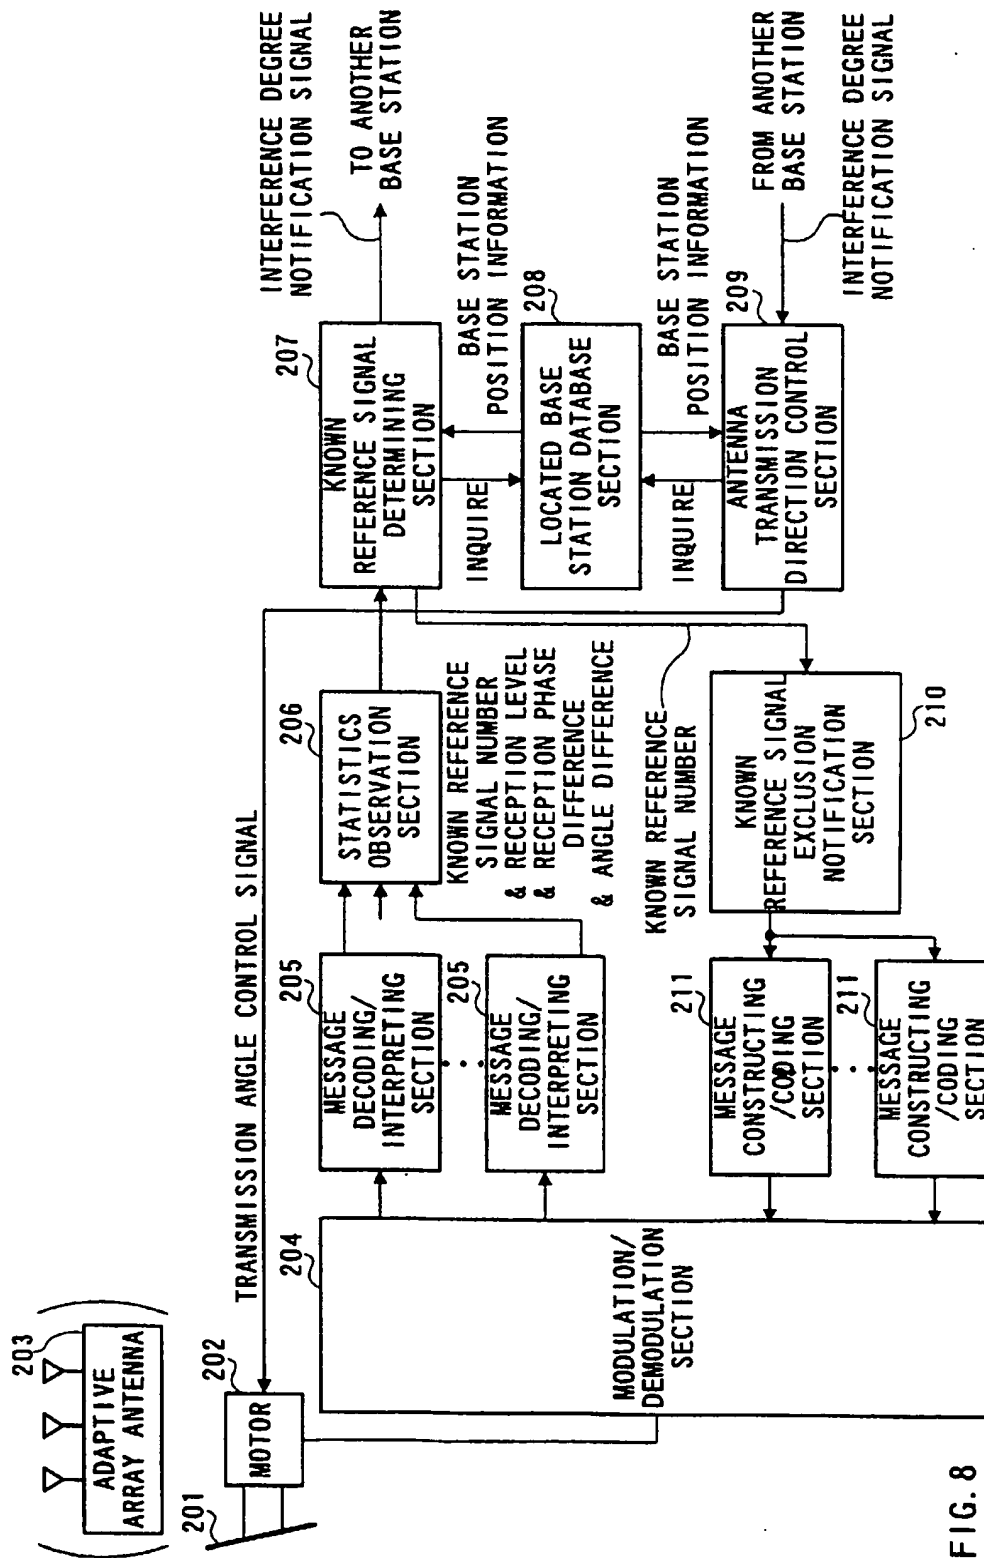 203
ADAPTIVE
ARRAY ANTENNA
201
202
MOTOR
TRANSMISSION ANGLE CONTROL SIGNAL
204
MODULATION/
DEMODULATION
SECTION
205
MESSAGE
DECODING/
INTERPRETING
SECTION
205
MESSAGE
DECODING/
INTERPRETING
SECTION
206
STATISTICS
OBSERVATION
SECTION
KNOWN REFERENCE
SIGNAL NUMBER
& RECEPTION LEVEL
& RECEPTION PHASE
DIFFERENCE
& ANGLE DIFFERENCE
207
KNOWN
REFERENCE SIGNAL
DETERMINING
SECTION
INTERFERENCE DEGREE
NOTIFICATION SIGNAL
TO ANOTHER
BASE STATION
INQUIRE
BASE STATION
POSITION INFORMATION
208
LOCATED BASE
STATION DATABASE
SECTION
INQUIRE
BASE STATION
POSITION INFORMATION
209
ANTENNA
TRANSMISSION
DIRECTION CONTROL
SECTION
FROM ANOTHER
BASE STATION
INTERFERENCE DEGREE
NOTIFICATION SIGNAL
KNOWN REFERENCE
SIGNAL NUMBER
KNOWN
REFERENCE SIGNAL
EXCLUSION
NOTIFICATION
SECTION
210
211
MESSAGE
CONSTRUCTING
/CODING
SECTION
211
MESSAGE
CONSTRUCTING
/CODING
SECTION
FIG. 8